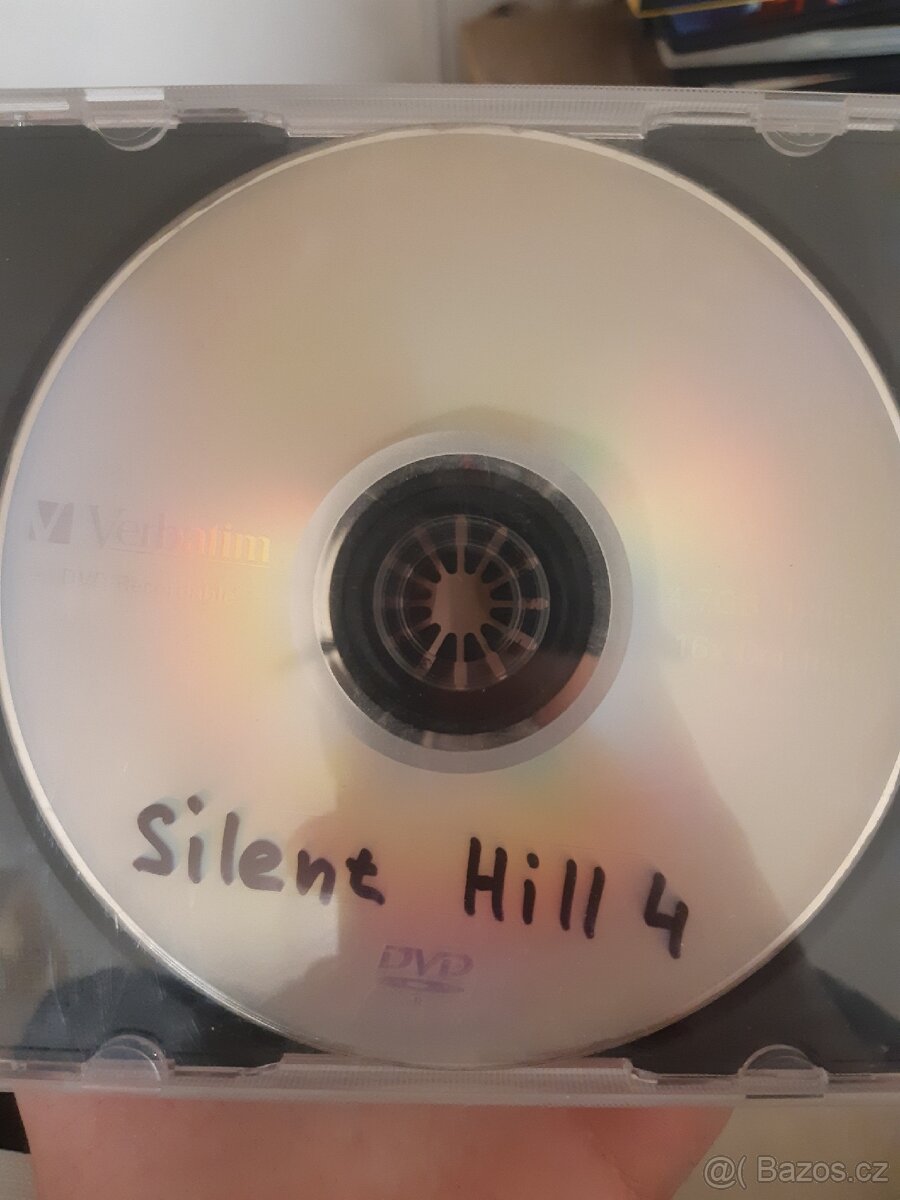 Verbatim
Silent Hill 4
DVD
R
@( Bazos.cz